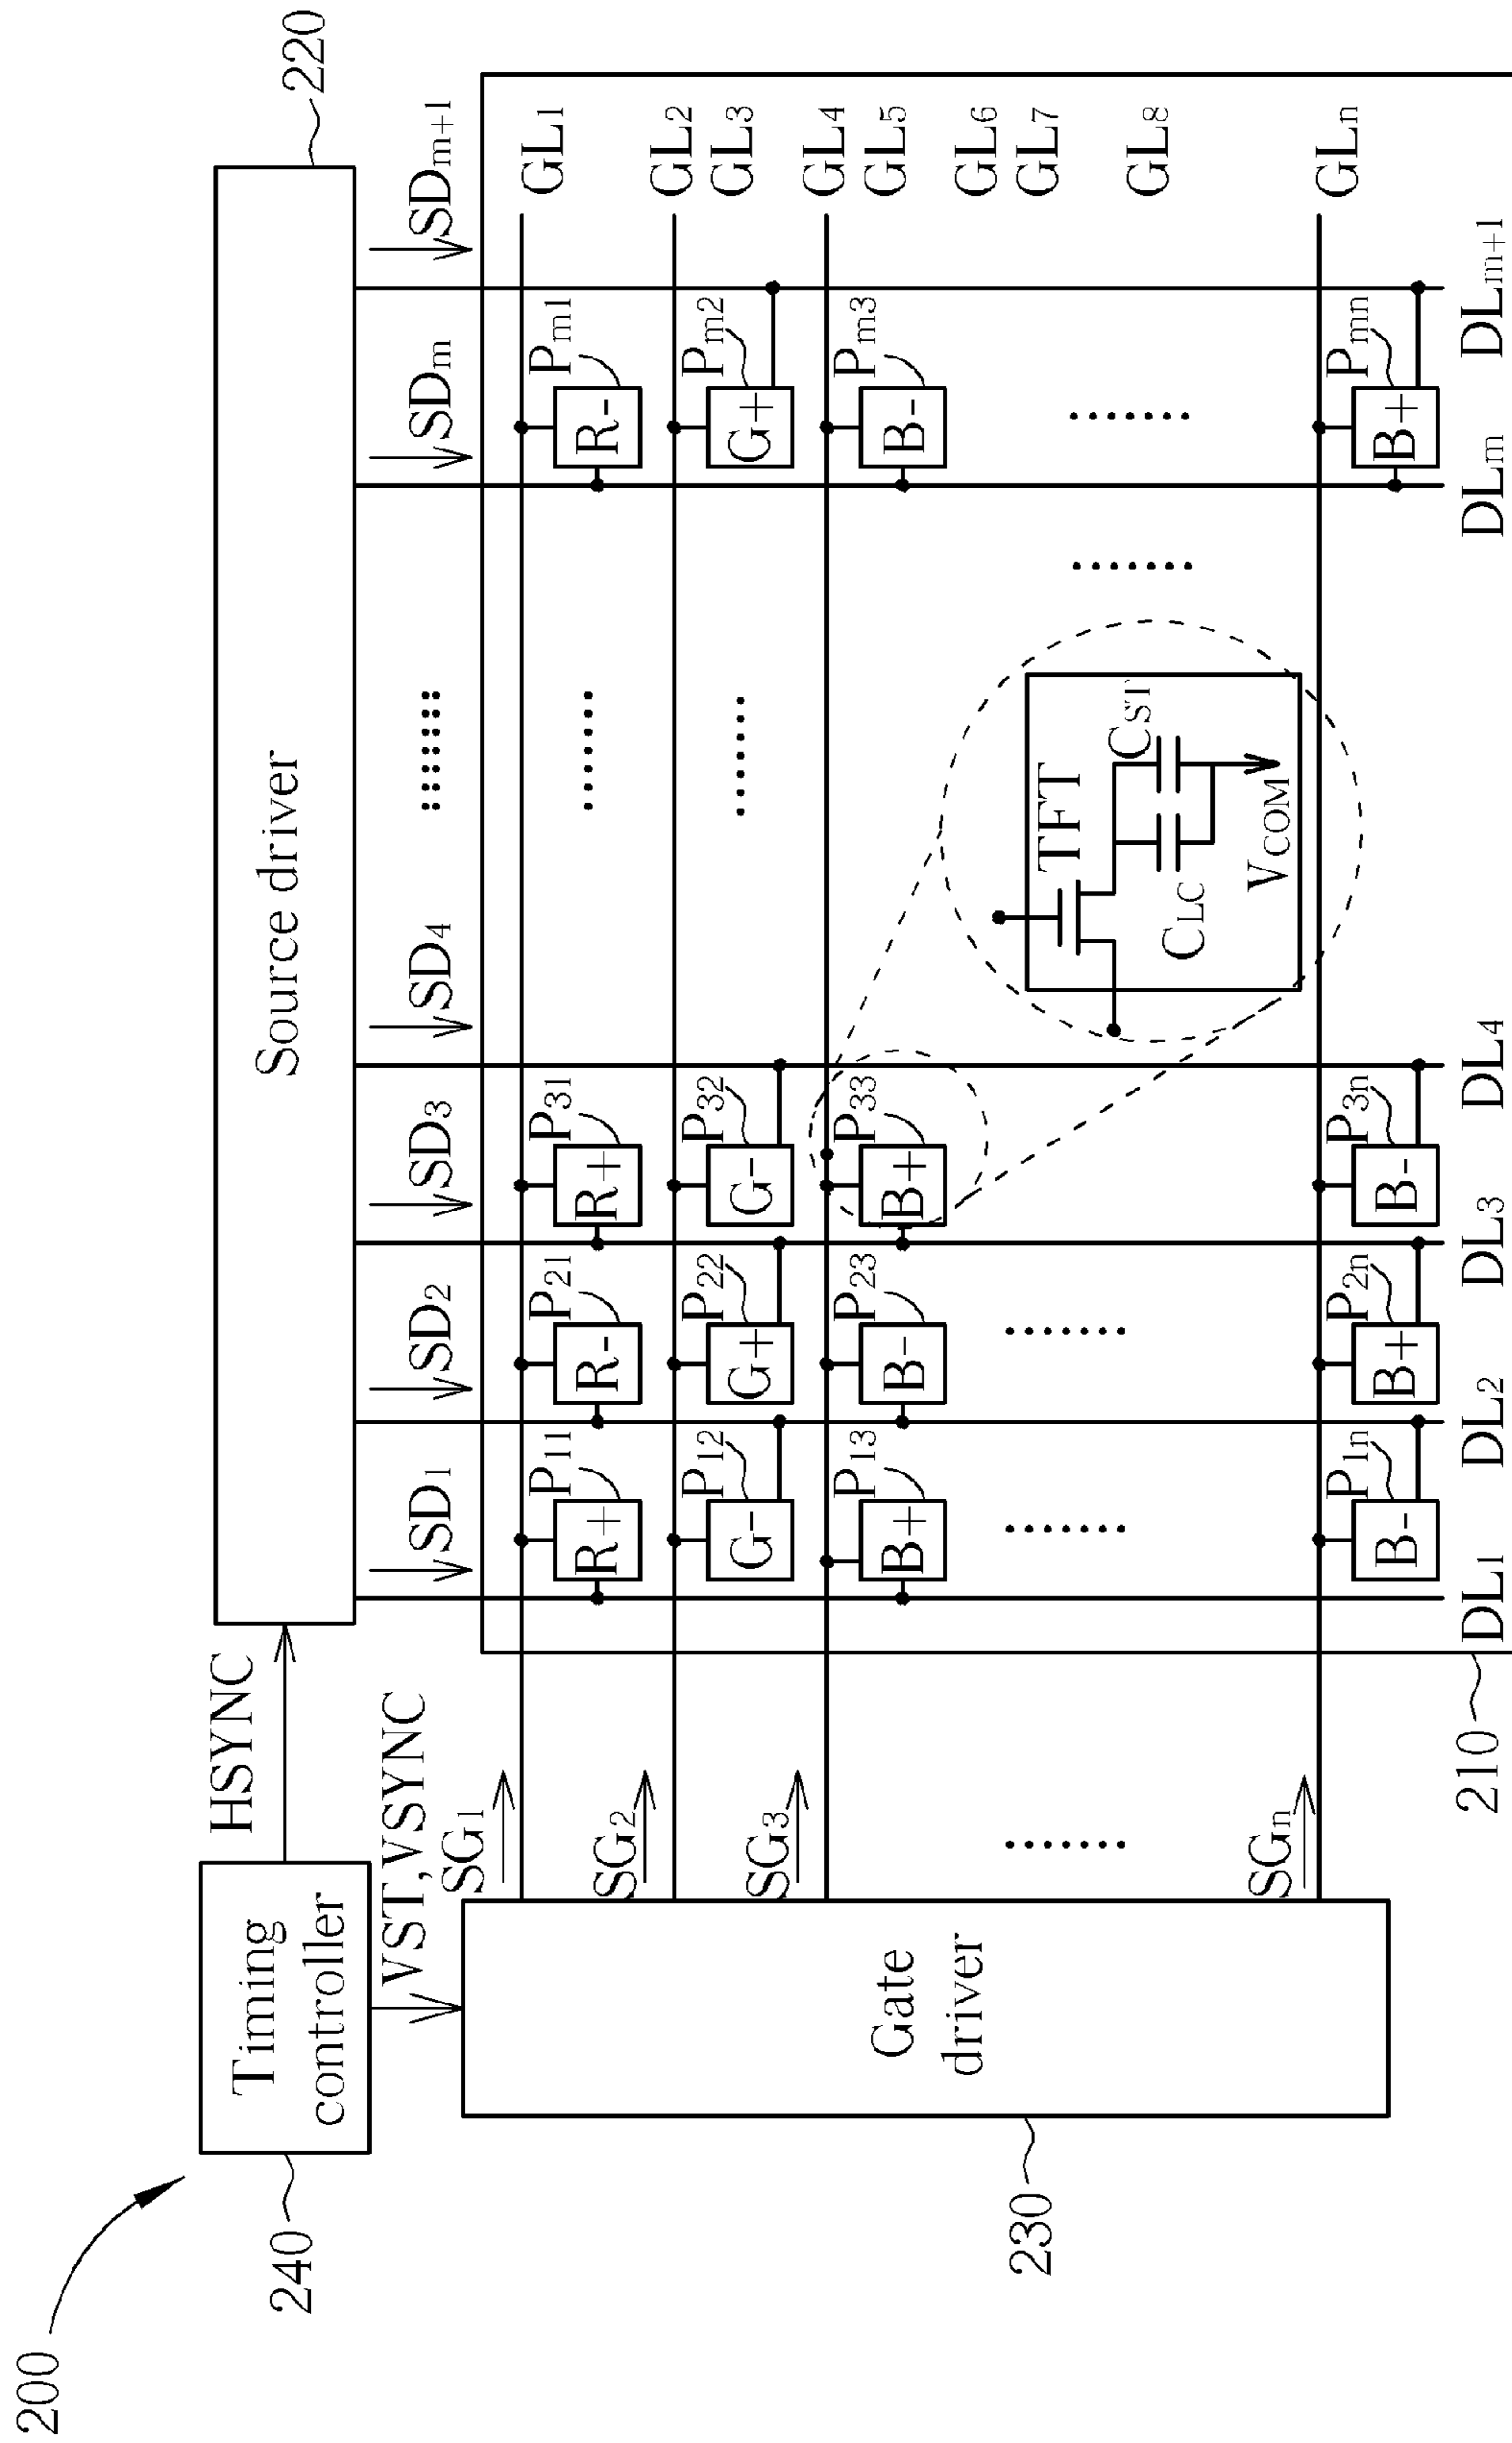 200
240
Timing
controller
HSYNC
VST,VSYNC
Source driver
220
SD1
SD2
SD3
SD4
SDm
SDm+1
230
Gate
driver
SG1
SG2
SG3
SGn
P11
R+
P21
R-
P31
R+
Pm1
R-
GL1
P12
G-
P22
G+
P32
G-
Pm2
G+
GL2
GL3
P13
B+
P23
B-
P33
B+
Pm3
B-
GL4
GL5
GL6
GL7
GL8
TFT
CLC
CST
VCOM
P1n
B-
P2n
B+
P3n
B-
Pmn
B+
GLn
210
DL1
DL2
DL3
DL4
DLm
DLm+1